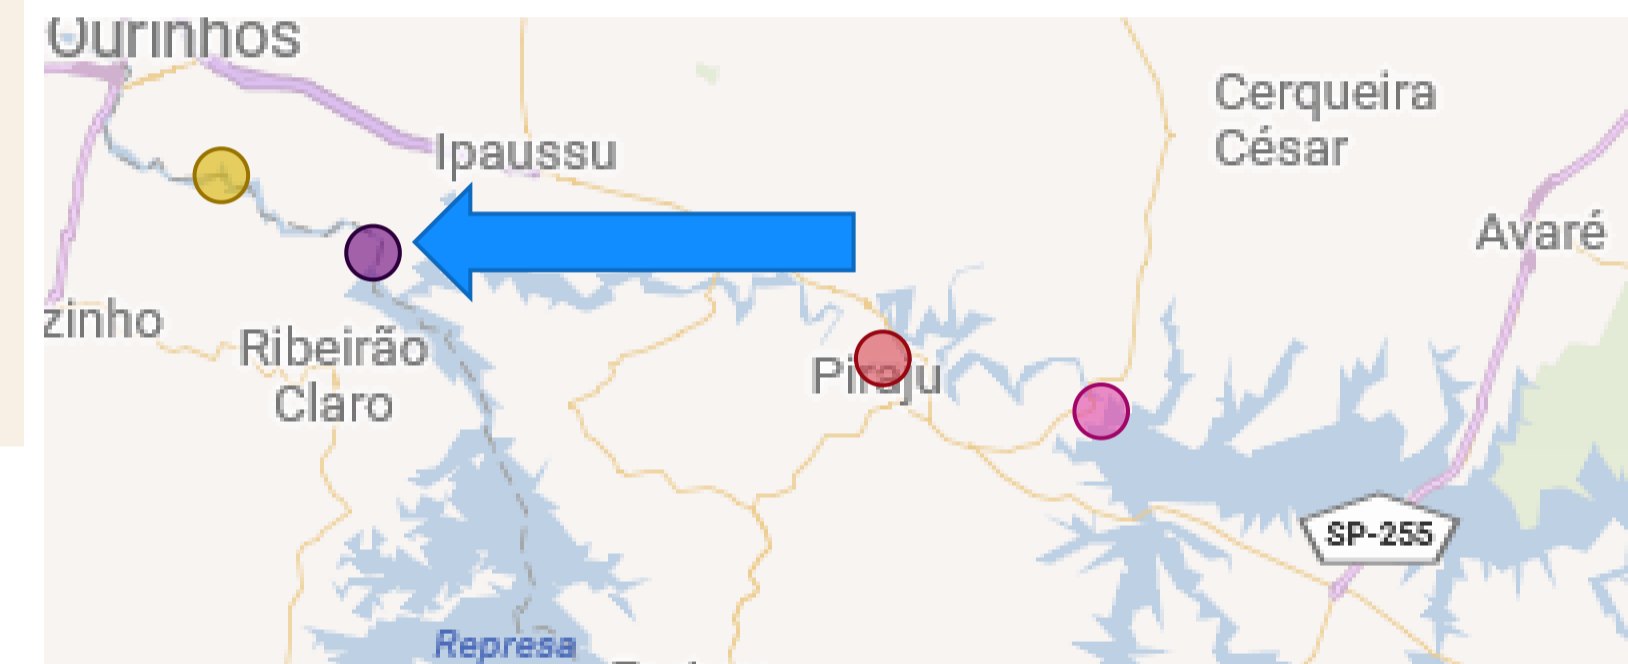 Ourinhos
Cerqueira
César
Ipaussu
Avaré
zinho
Ribeirão
Claro
Piraju
SP-255
Represa